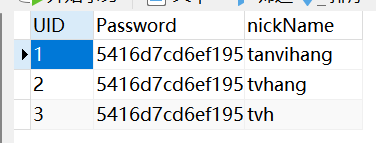 UID Password nickName
1 5416d7cd6ef195 tanvihang
2 5416d7cd6ef195 tvhang
3 5416d7cd6ef195 tvh